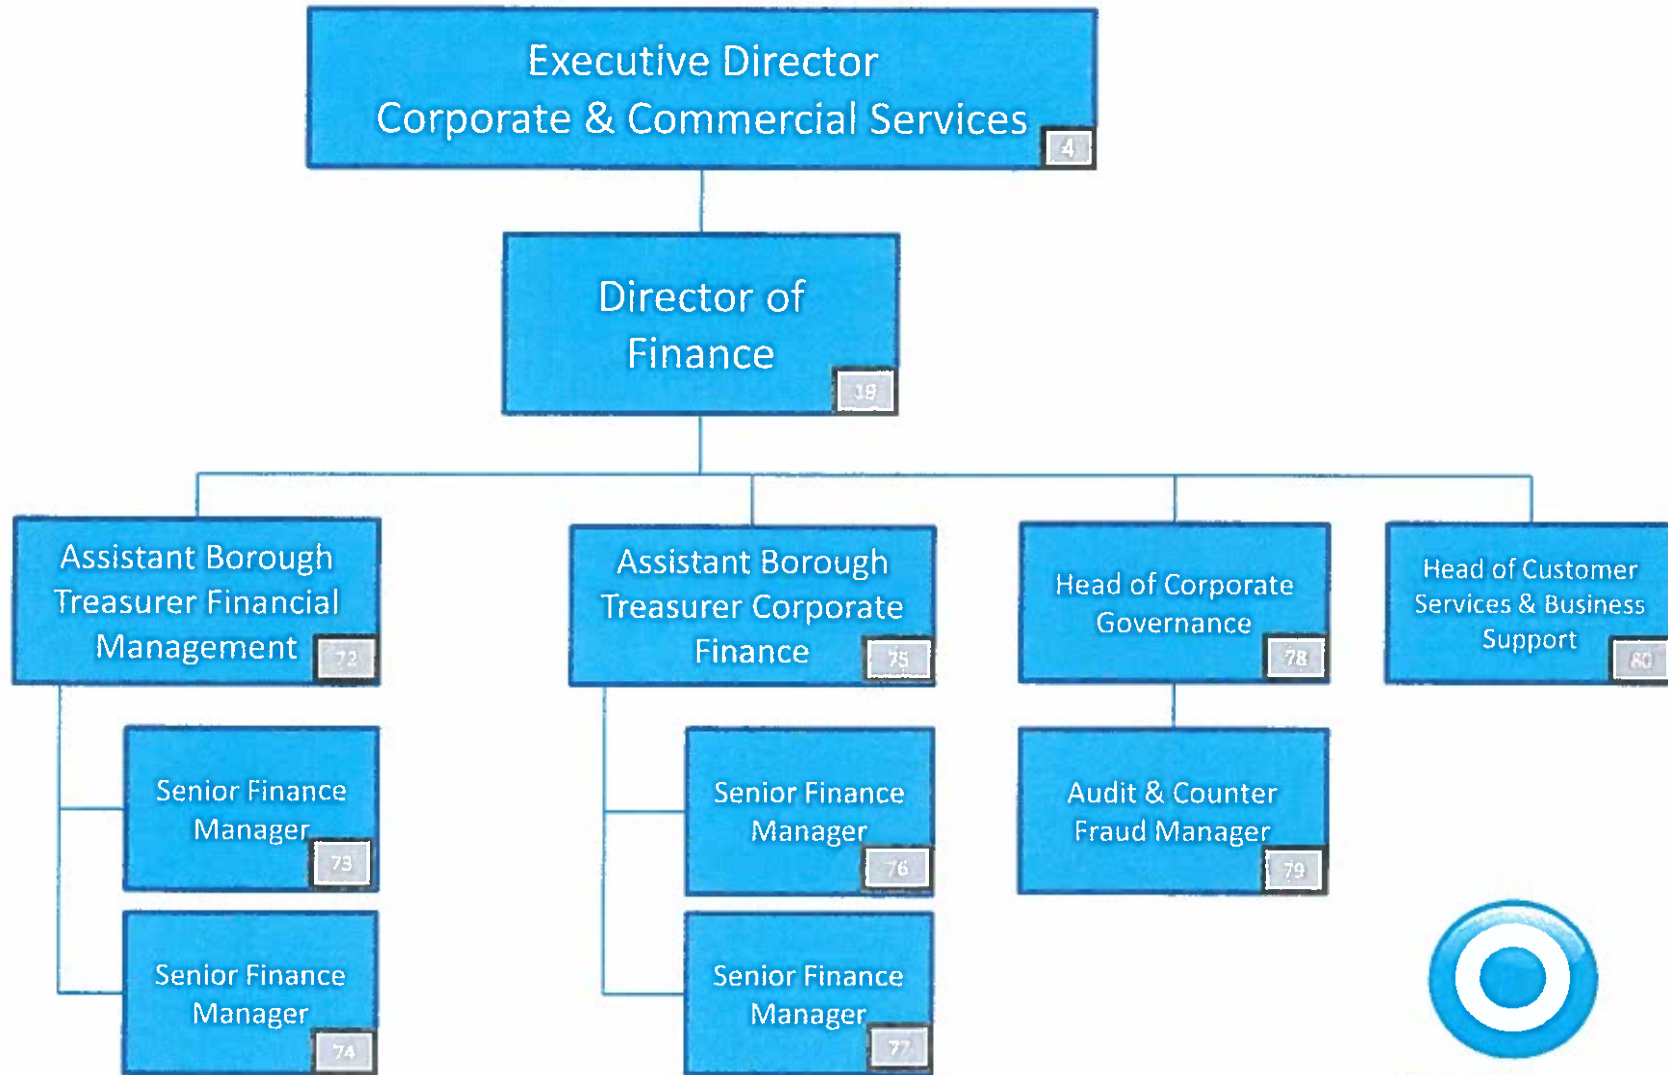 Executive Director
Corporate & Commercial Services
4
Director of
Finance
18
Assistant Borough
Treasurer Financial
Management
72
Assistant Borough
Treasurer Corporate
Finance
75
Head of Corporate
Governance
78
Head of Customer
Services & Business
Support
80
Senior Finance
Manager
73
Senior Finance
Manager
76
Audit & Counter
Fraud Manager
79
Senior Finance
Manager
74
Senior Finance
Manager
77